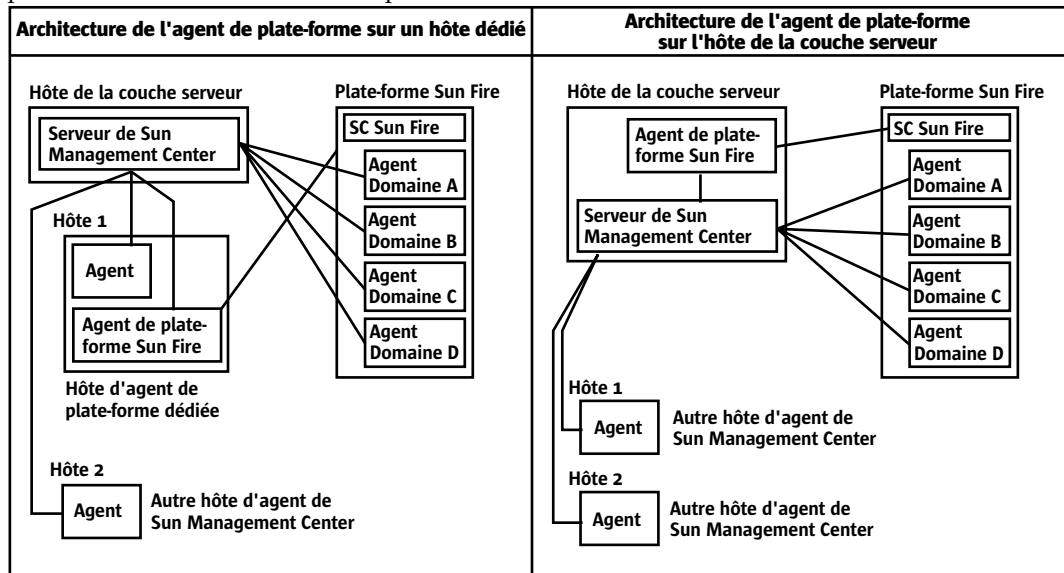 Architecture de l'agent de plate-forme sur un hôte dédié
Hôte de la couche serveur
Plate-forme Sun Fire
Serveur de Sun
Management Center
SC Sun Fire
Agent
Domaine A
Agent
Domaine B
Agent
Domaine C
Agent
Domaine D
Hôte 1
Agent
Agent de plate-
forme Sun Fire
Hôte d'agent de
plate-forme dédiée
Hôte 2
Agent
Autre hôte d'agent de
Sun Management Center
Architecture de l'agent de plate-forme
sur l'hôte de la couche serveur
Hôte de la couche serveur
Plate-forme Sun Fire
Agent de plate-
forme Sun Fire
Serveur de Sun
Management Center
SC Sun Fire
Agent
Domaine A
Agent
Domaine B
Agent
Domaine C
Agent
Domaine D
Hôte 1
Agent
Autre hôte d'agent de
Sun Management Center
Hôte 2
Agent
Autre hôte d'agent de
Sun Management Center